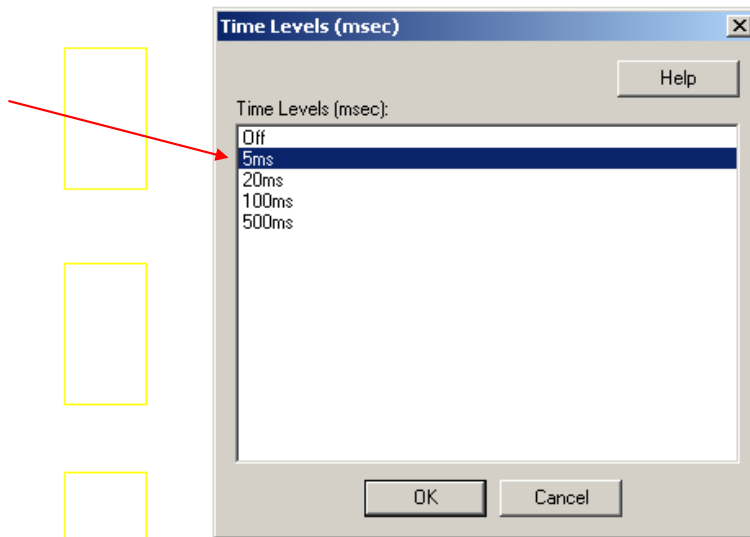 Time Levels (msec)
Help
Time Levels (msec):
Off
5ms
20ms
100ms
500ms
OK
Cancel